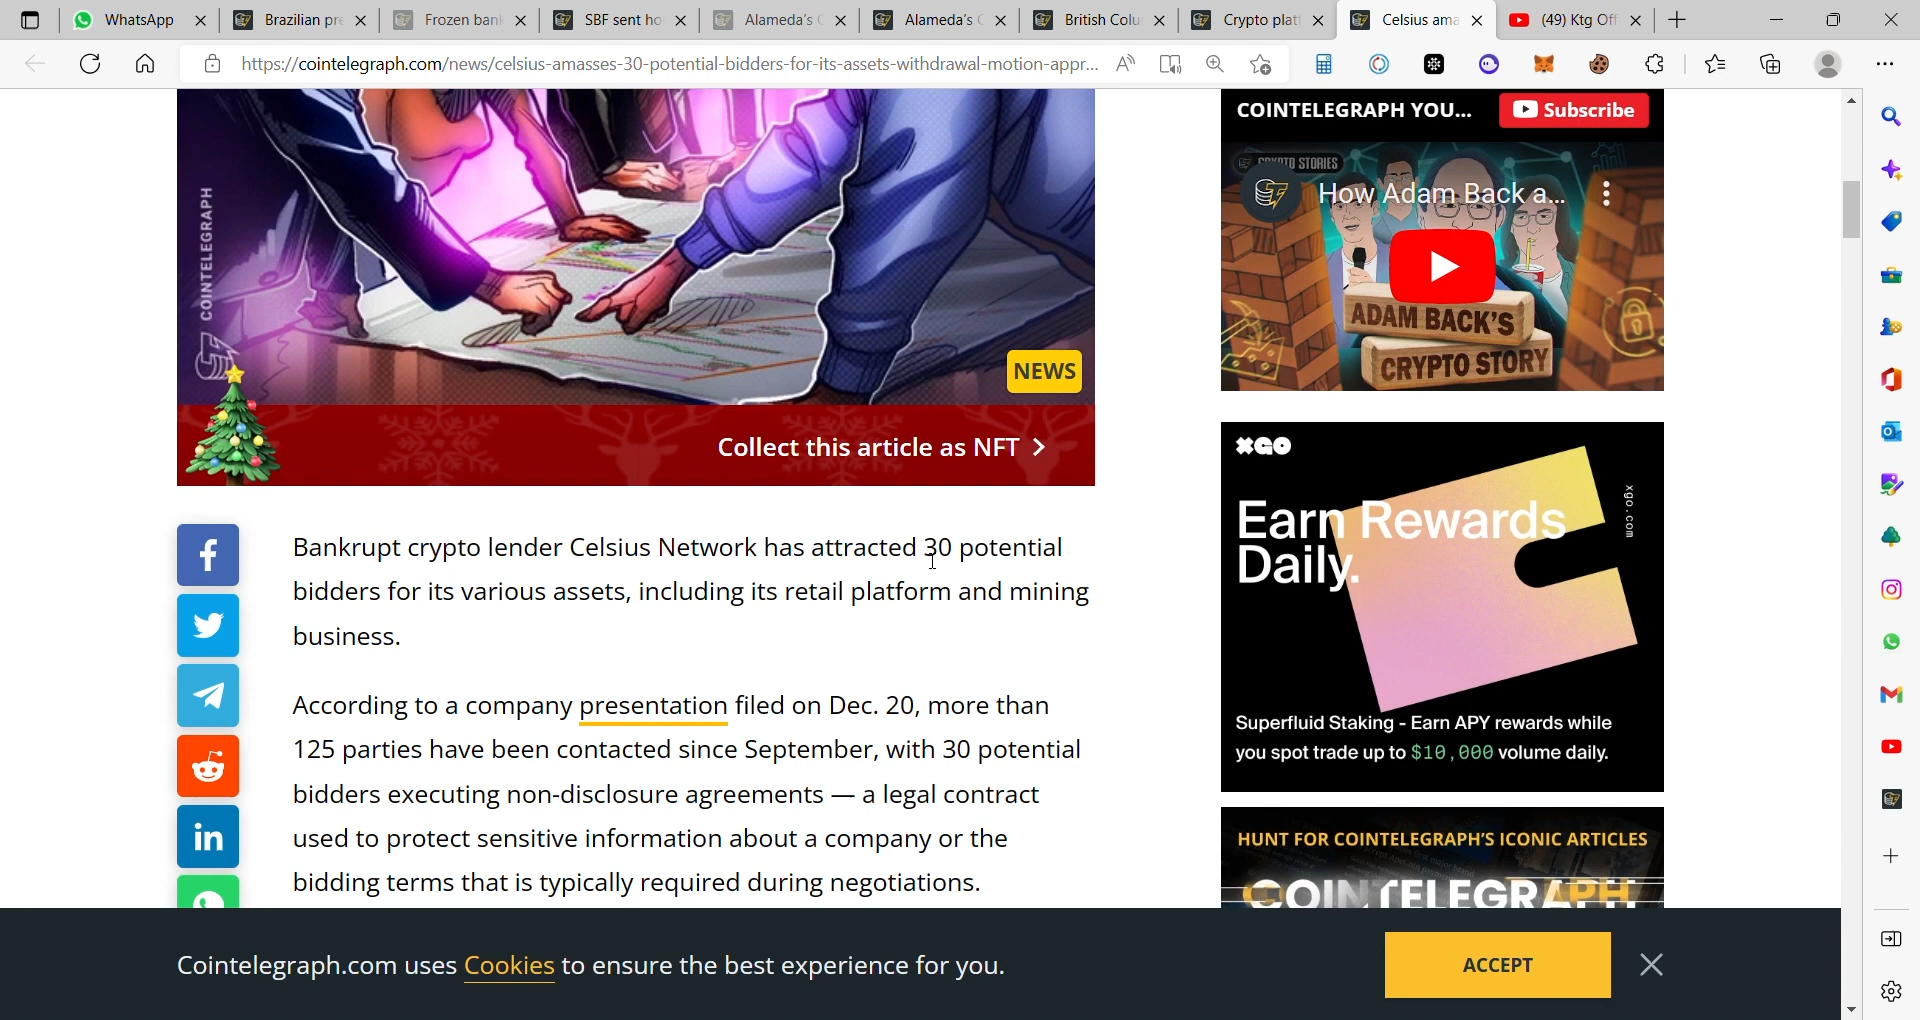 WhatsApp
Brazilian pre
Frozen bank
SBF sent ho
Alameda's C
Alameda's C
British Colu
Crypto plat
Celsius ama
(49) Ktg Off
https://cointelegraph.com/news/celsius-amasses-30-potential-bidders-for-its-assets-withdrawal-motion-appr...
COINTELEGRAPH
NEWS
Collect this article as NFT
Bankrupt crypto lender Celsius Network has attracted 30 potential
bidders for its various assets, including its retail platform and mining
business.
According to a company presentation filed on Dec. 20, more than
125 parties have been contacted since September, with 30 potential
bidders executing non-disclosure agreements — a legal contract
used to protect sensitive information about a company or the
bidding terms that is typically required during negotiations.
COINTELEGRAPH YOU...
Subscribe
CRYPTO STORIES
How Adam Back a...
ADAM BACK'S
CRYPTO STORY
XGO
xgo.com
Earn Rewards
Daily.
Superfluid Staking - Earn APY rewards while
you spot trade up to $10,000 volume daily.
HUNT FOR COINTELEGRAPH'S ICONIC ARTICLES
COINTELEGRAPH
Cointelegraph.com uses Cookies to ensure the best experience for you.
ACCEPT